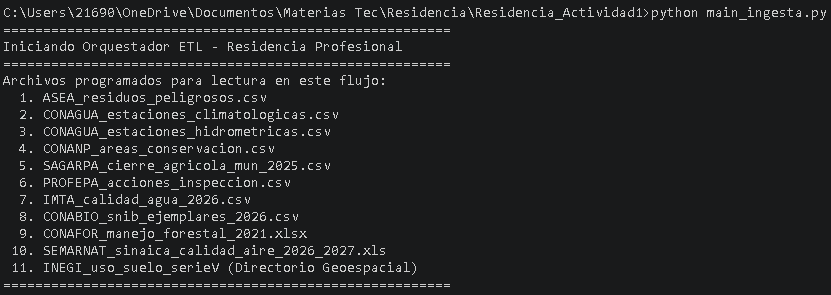 C:\Users\21690\OneDrive\Documentos\Materias Tec\Residencia\Residencia_Actividad1>python main_ingesta.py
========================================================
Iniciando Orquestador ETL - Residencia Profesional
========================================================
Archivos programados para lectura en este flujo:
  1. ASEA_residuos_peligrosos.csv
  2. CONAGUA_estaciones_climatologicas.csv
  3. CONAGUA_estaciones_hidrometricas.csv
  4. CONANP_areas_conservacion.csv
  5. SAGARPA_cierre_agricola_mun_2025.csv
  6. PROFEPA_acciones_inspeccion.csv
  7. IMTA_calidad_agua_2026.csv
  8. CONABIO_snib_ejemplares_2026.csv
  9. CONAFOR_manejo_forestal_2021.xlsx
 10. SEMARNAT_sinaica_calidad_aire_2026_2027.xls
 11. INEGI_uso_suelo_serieV (Directorio Geoespacial)
========================================================